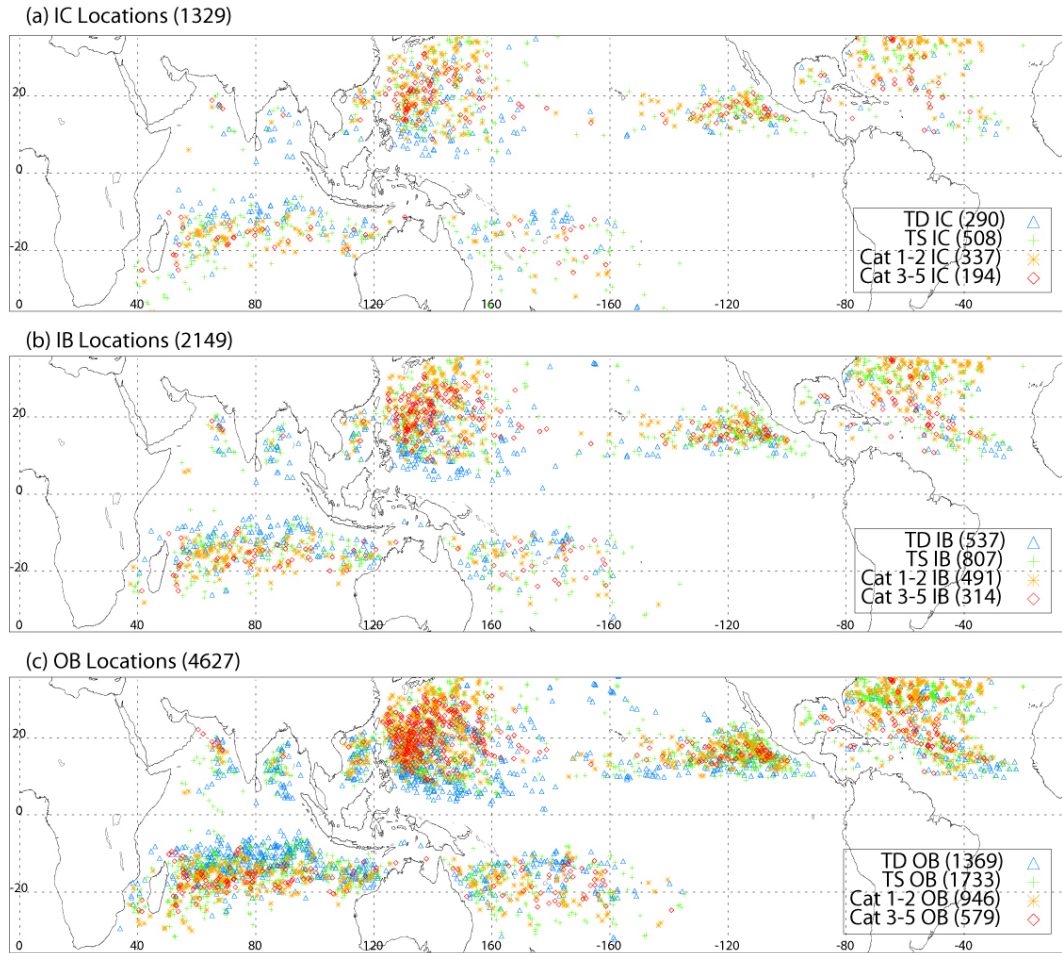 (a) IC Locations (1329)
20
0
-20
TD IC (290)
TS IC (508)
Cat 1-2 IC (337)
Cat 3-5 IC (194)
0 40 80 120 160 -160 -120 -80 -40
(b) IB Locations (2149)
20
0
-20
TD IB (537)
TS IB (807)
Cat 1-2 IB (491)
Cat 3-5 IB (314)
0 40 80 120 160 -160 -120 -80 -40
(c) OB Locations (4627)
20
0
-20
TD OB (1369)
TS OB (1733)
Cat 1-2 OB (946)
Cat 3-5 OB (579)
0 40 80 120 160 -160 -120 -80 -40